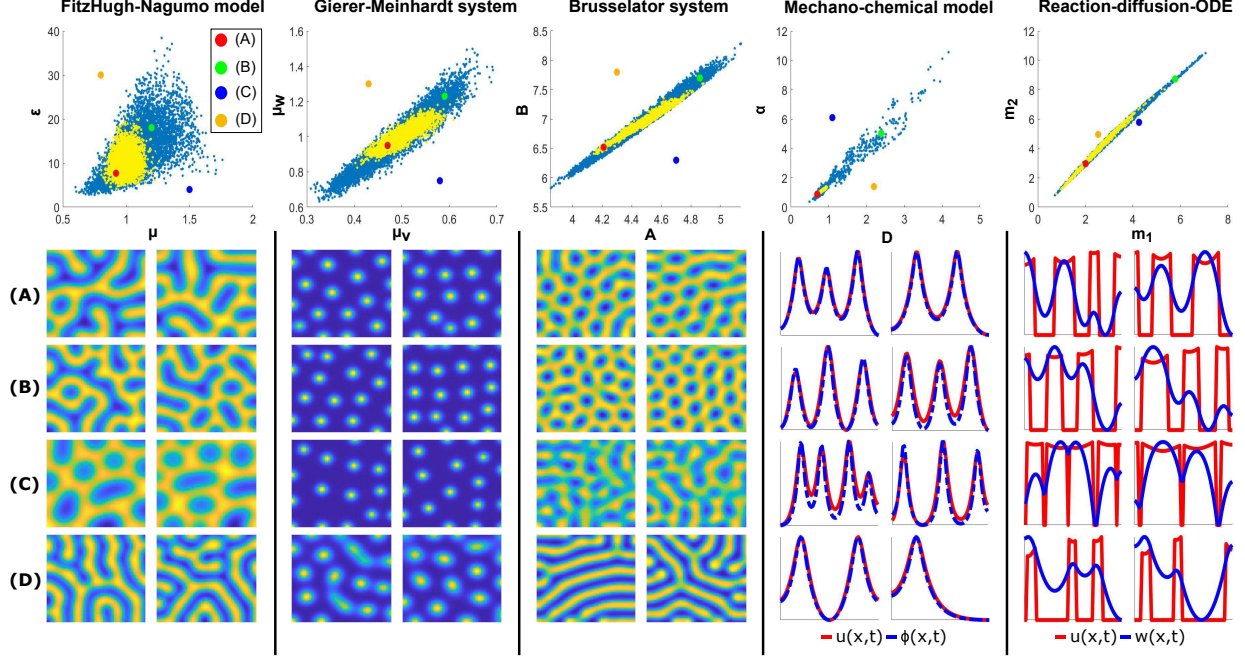 FitzHugh-Nagumo model
Gierer-Meinhardt system
Brusselator system
Mechano-chemical model
Reaction-diffusion-ODE
(A)
(B)
(C)
(D)
ε
40
30
20
10
0
0.5
1
1.5
2
μ
μw
1.6
1.4
1.2
1
0.8
0.6
0.3
0.4
0.5
0.6
0.7
μv
B
8.5
8
7.5
7
6.5
6
5.5
4
4.2
4.4
4.6
4.8
5
A
α
12
10
8
6
4
2
0
0
1
2
3
4
5
D
m2
14
12
10
8
6
4
2
0
0
2
4
6
8
m1
(A)
(B)
(C)
(D)
u(x,t) ϕ(x,t)
u(x,t) w(x,t)